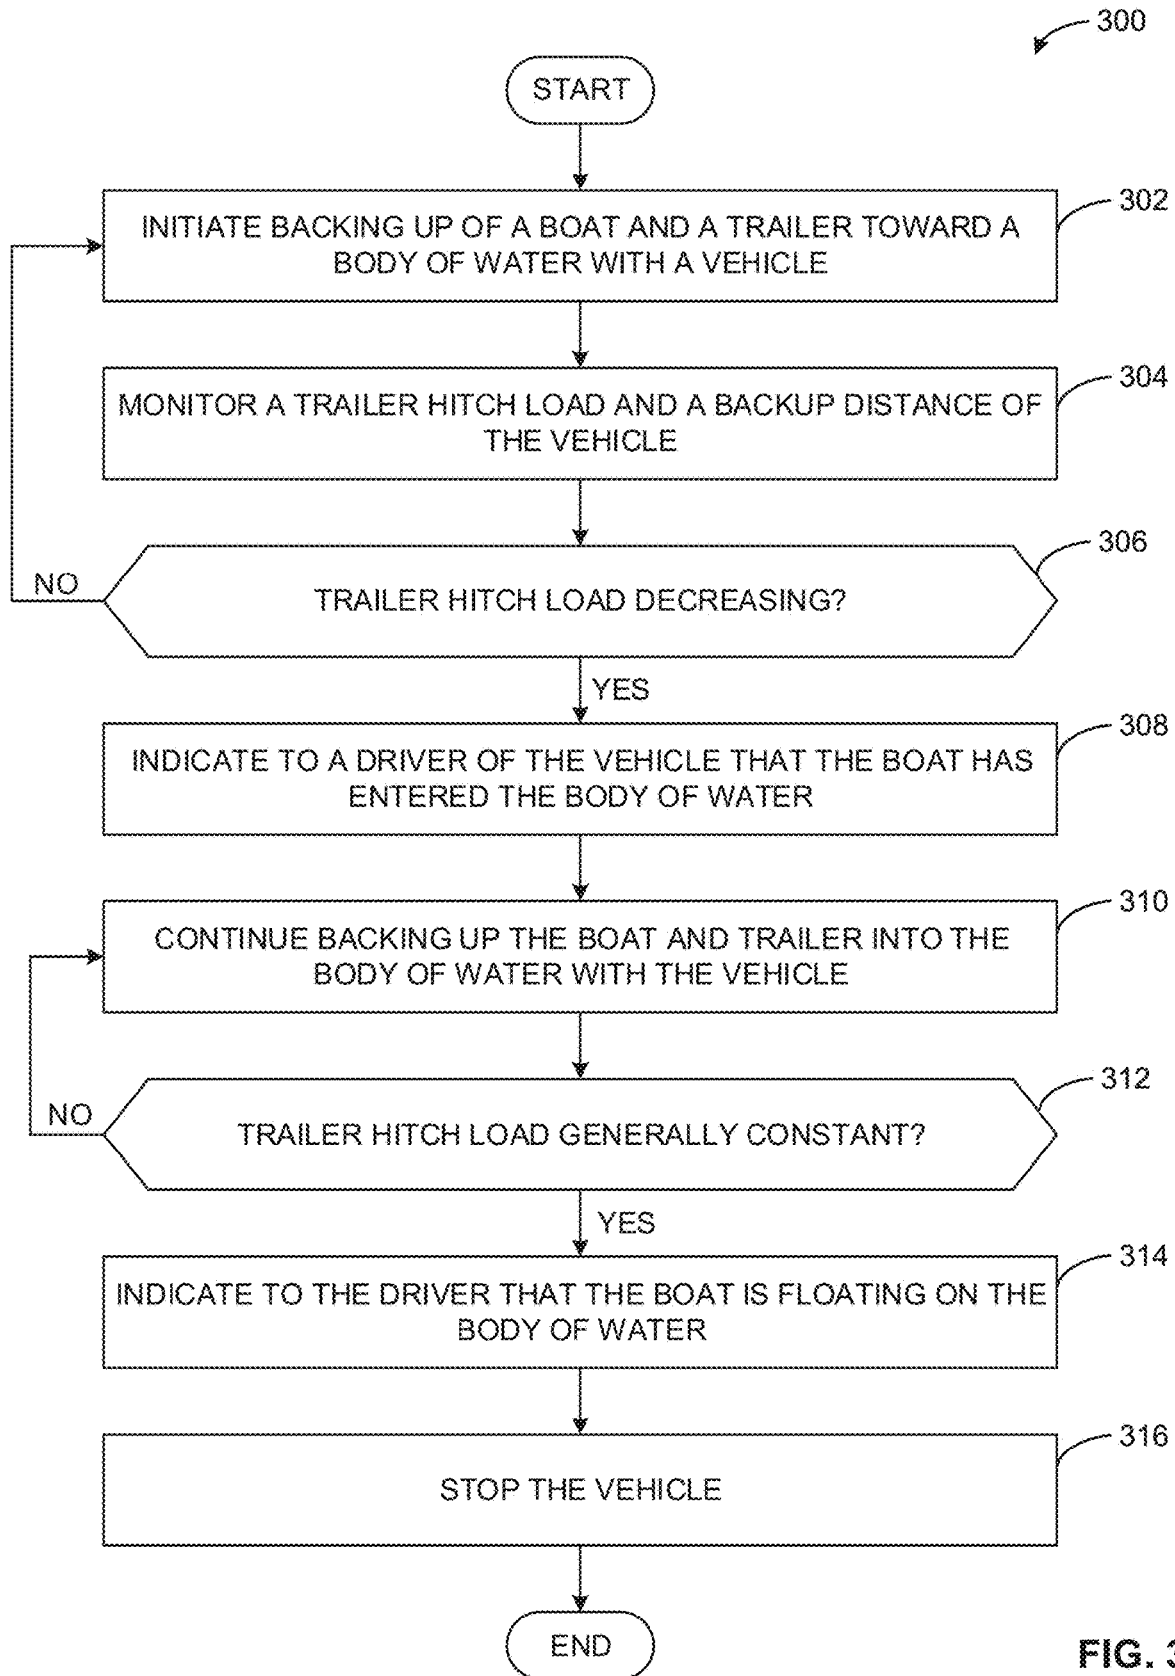 300
START
302
INITIATE BACKING UP OF A BOAT AND A TRAILER TOWARD A
BODY OF WATER WITH A VEHICLE
304
MONITOR A TRAILER HITCH LOAD AND A BACKUP DISTANCE OF
THE VEHICLE
306
TRAILER HITCH LOAD DECREASING?
NO
YES
308
INDICATE TO A DRIVER OF THE VEHICLE THAT THE BOAT HAS
ENTERED THE BODY OF WATER
310
CONTINUE BACKING UP THE BOAT AND TRAILER INTO THE
BODY OF WATER WITH THE VEHICLE
312
TRAILER HITCH LOAD GENERALLY CONSTANT?
NO
YES
314
INDICATE TO THE DRIVER THAT THE BOAT IS FLOATING ON THE
BODY OF WATER
316
STOP THE VEHICLE
END
FIG. 3